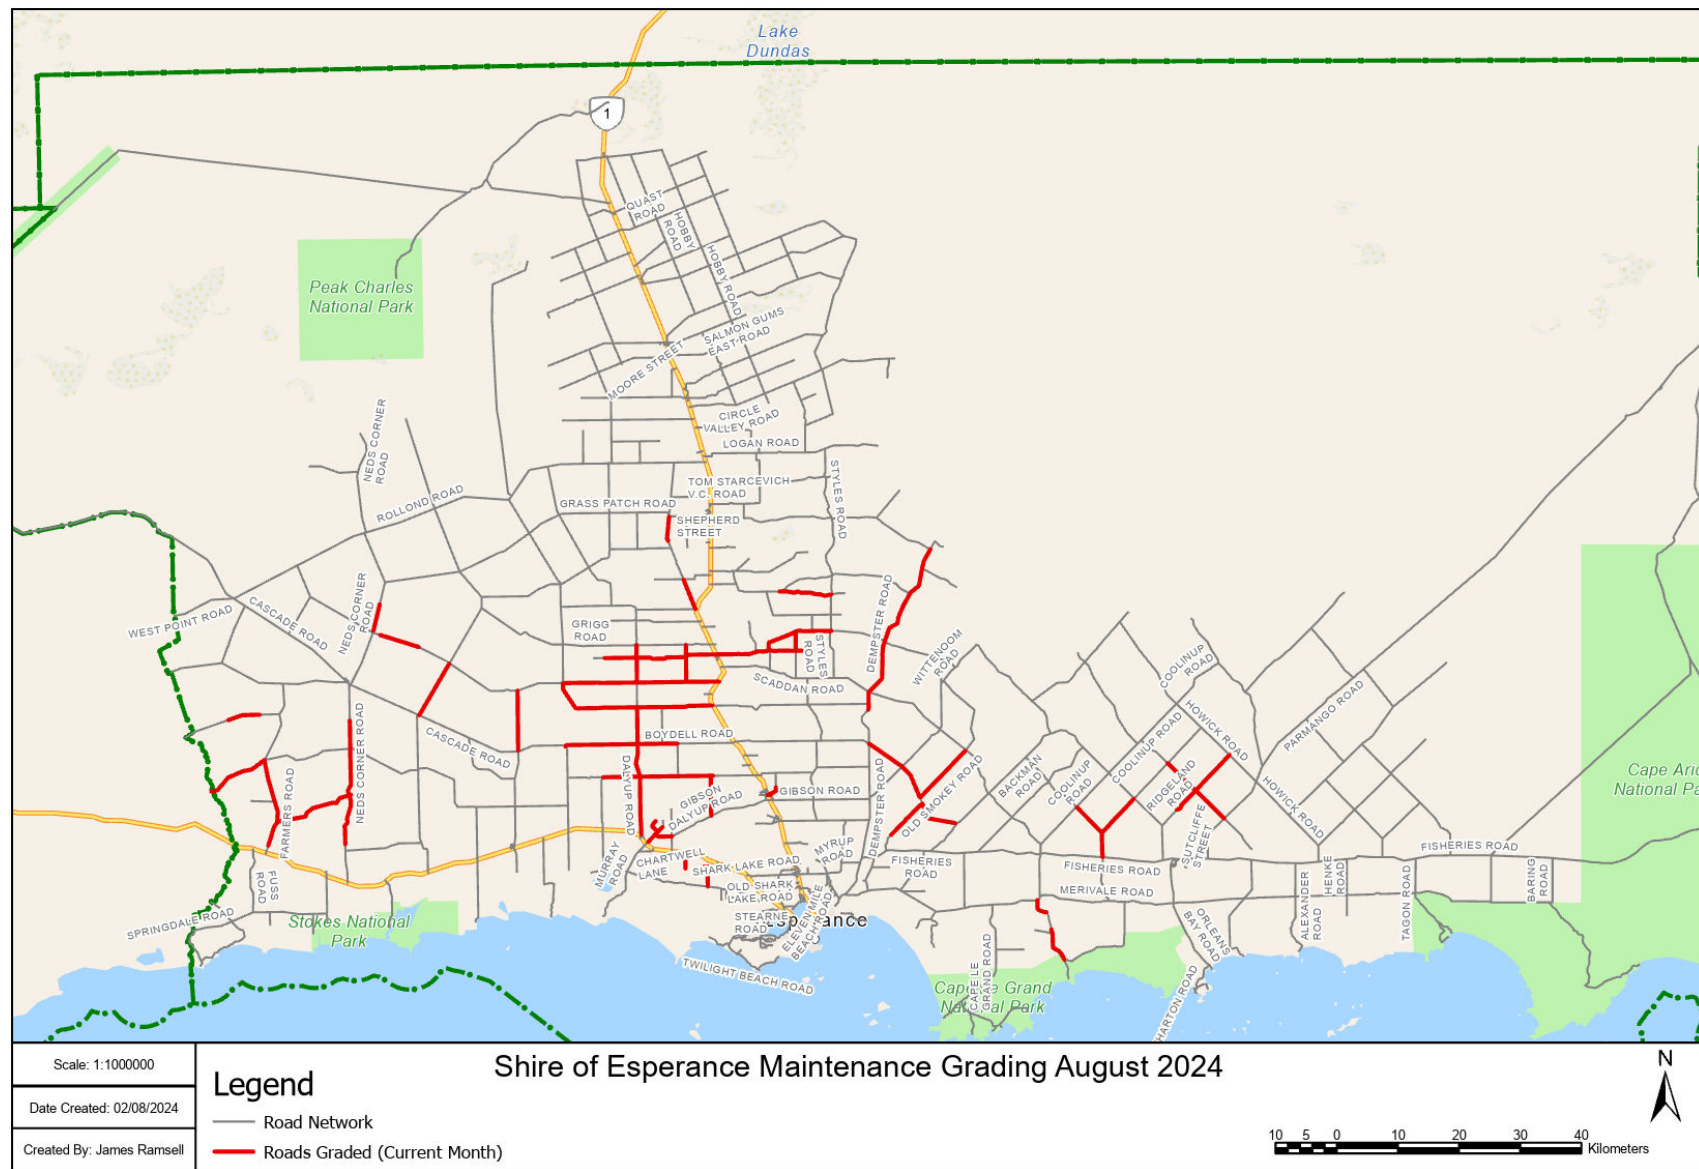 Lake
Dundas
1
QUAST
ROAD
HOBBY
ROAD
HOBBY ROAD
Peak Charles
National Park
SALMON GUMS
EAST ROAD
MOORE STREET
CIRCLE
VALLEY ROAD
LOGAN ROAD
NEDS CORNER
ROAD
ROLLOND ROAD
GRASS PATCH ROAD
TOM STARCEVICH
V.C. ROAD
SHEPHERD
STREET
STYLES ROAD
WEST POINT ROAD
CASCADE ROAD
NEDS CORNER
ROAD
GRIGG
ROAD
STYLES
ROAD
DEMPSTER ROAD
WITTENOOM
ROAD
SCADDAN ROAD
COOLINUP
ROAD
HOWICK ROAD
PARMANGO ROAD
NEDS CORNER ROAD
CASCADE ROAD
BOYDELL ROAD
DALYUP ROAD
GIBSON
DALYUP ROAD
GIBSON ROAD
DEMPSTER ROAD
OLD SMOKEY ROAD
BACKMAN
ROAD
COOLINUP
ROAD
COOLINUP ROAD
RIDGELAND
ROAD
HOWICK ROAD
SUTCLIFFE
STREET
Cape Arid
National Pa
FARMERS ROAD
FUSS
ROAD
MURRAY
ROAD
CHARTWELL
LANE
SHARK LAKE ROAD
MYRUP
ROAD
FISHERIES
ROAD
FISHERIES ROAD
FISHERIES ROAD
MERIVALE ROAD
OLD SHARK
LAKE ROAD
STEARNE
ROAD
Esperance
ELEVEN MILE
BEACH ROAD
TWILIGHT BEACH ROAD
SPRINGDALE ROAD
Stokes National
Park
CAPE LE
GRAND ROAD
Cape Le Grand
National Park
ORLEANS
BAY ROAD
WHARTON ROAD
ALEXANDER
ROAD
HENKE
ROAD
TAGON ROAD
BARING
ROAD
Scale: 1:1000000
Date Created: 02/08/2024
Created By: James Ramsell
Shire of Esperance Maintenance Grading August 2024
Legend
Road Network
Roads Graded (Current Month)
N
10 5 0 10 20 30 40
Kilometers